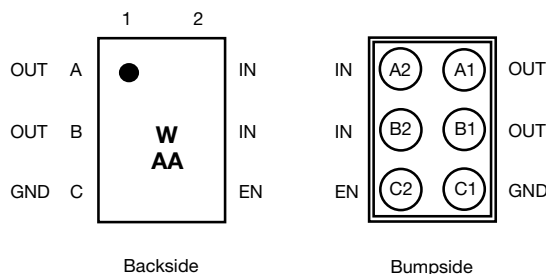 1 2
OUT A IN IN A2 A1 OUT
OUT B W IN IN B2 B1 OUT
AA
GND C EN EN C2 C1 GND
Backside Bumpside